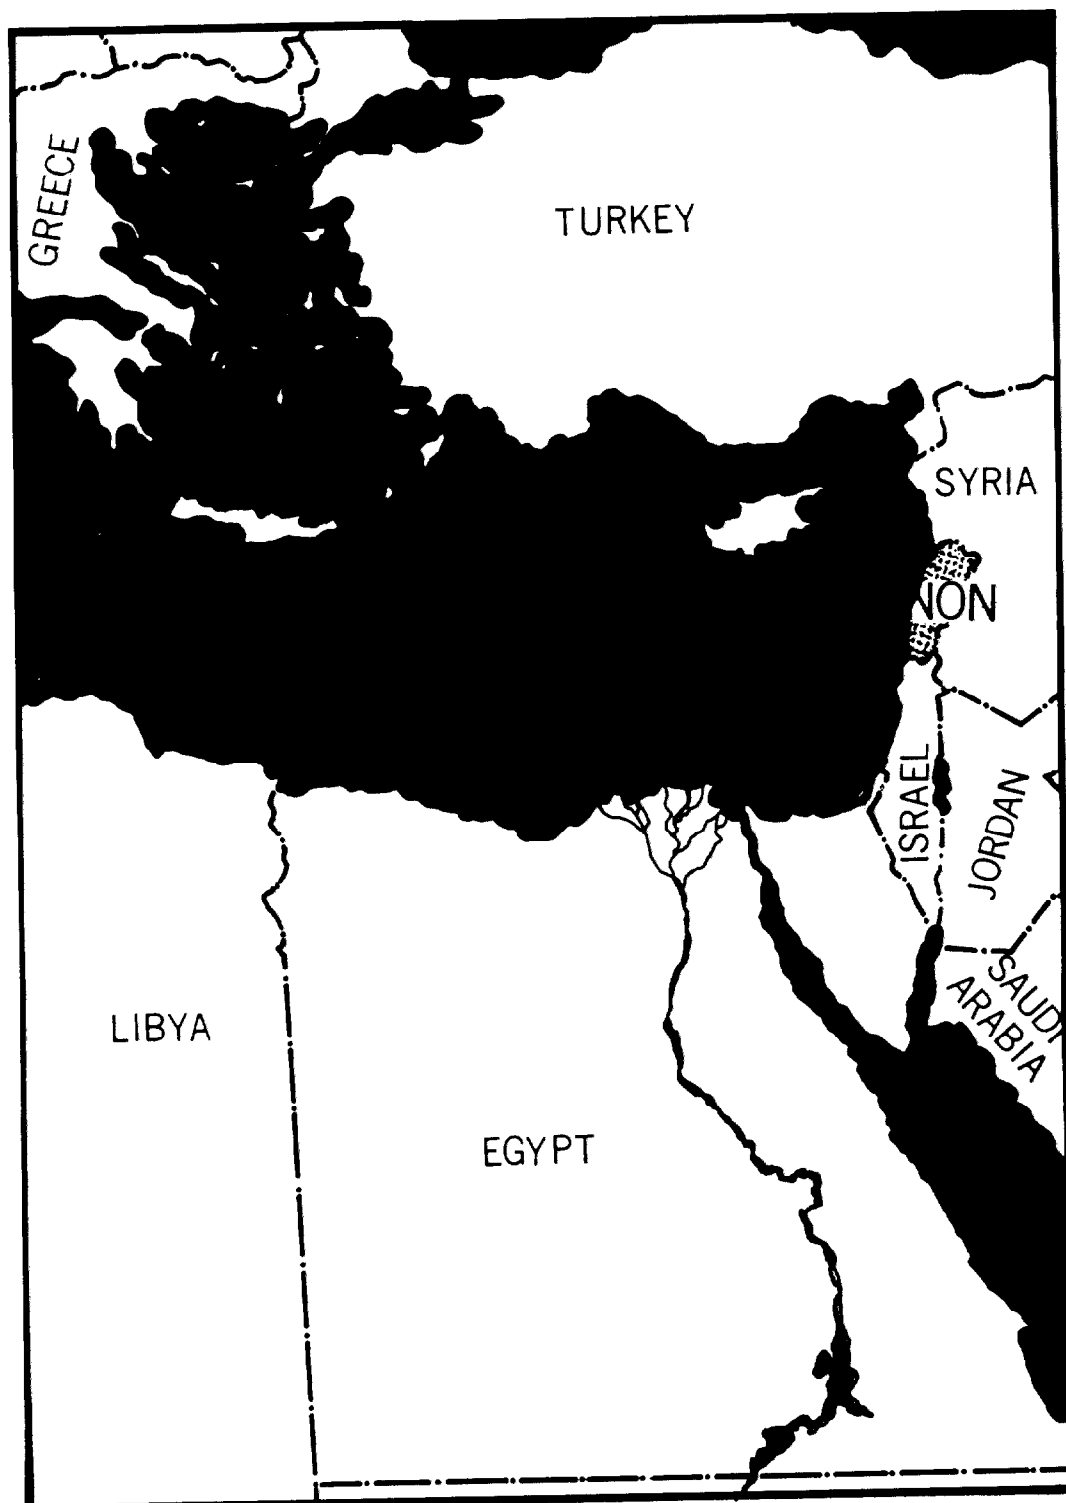 GREECE
TURKEY
SYRIA
NON
ISRAEL
JORDAN
SAUDI
ARABIA
LIBYA
EGYPT